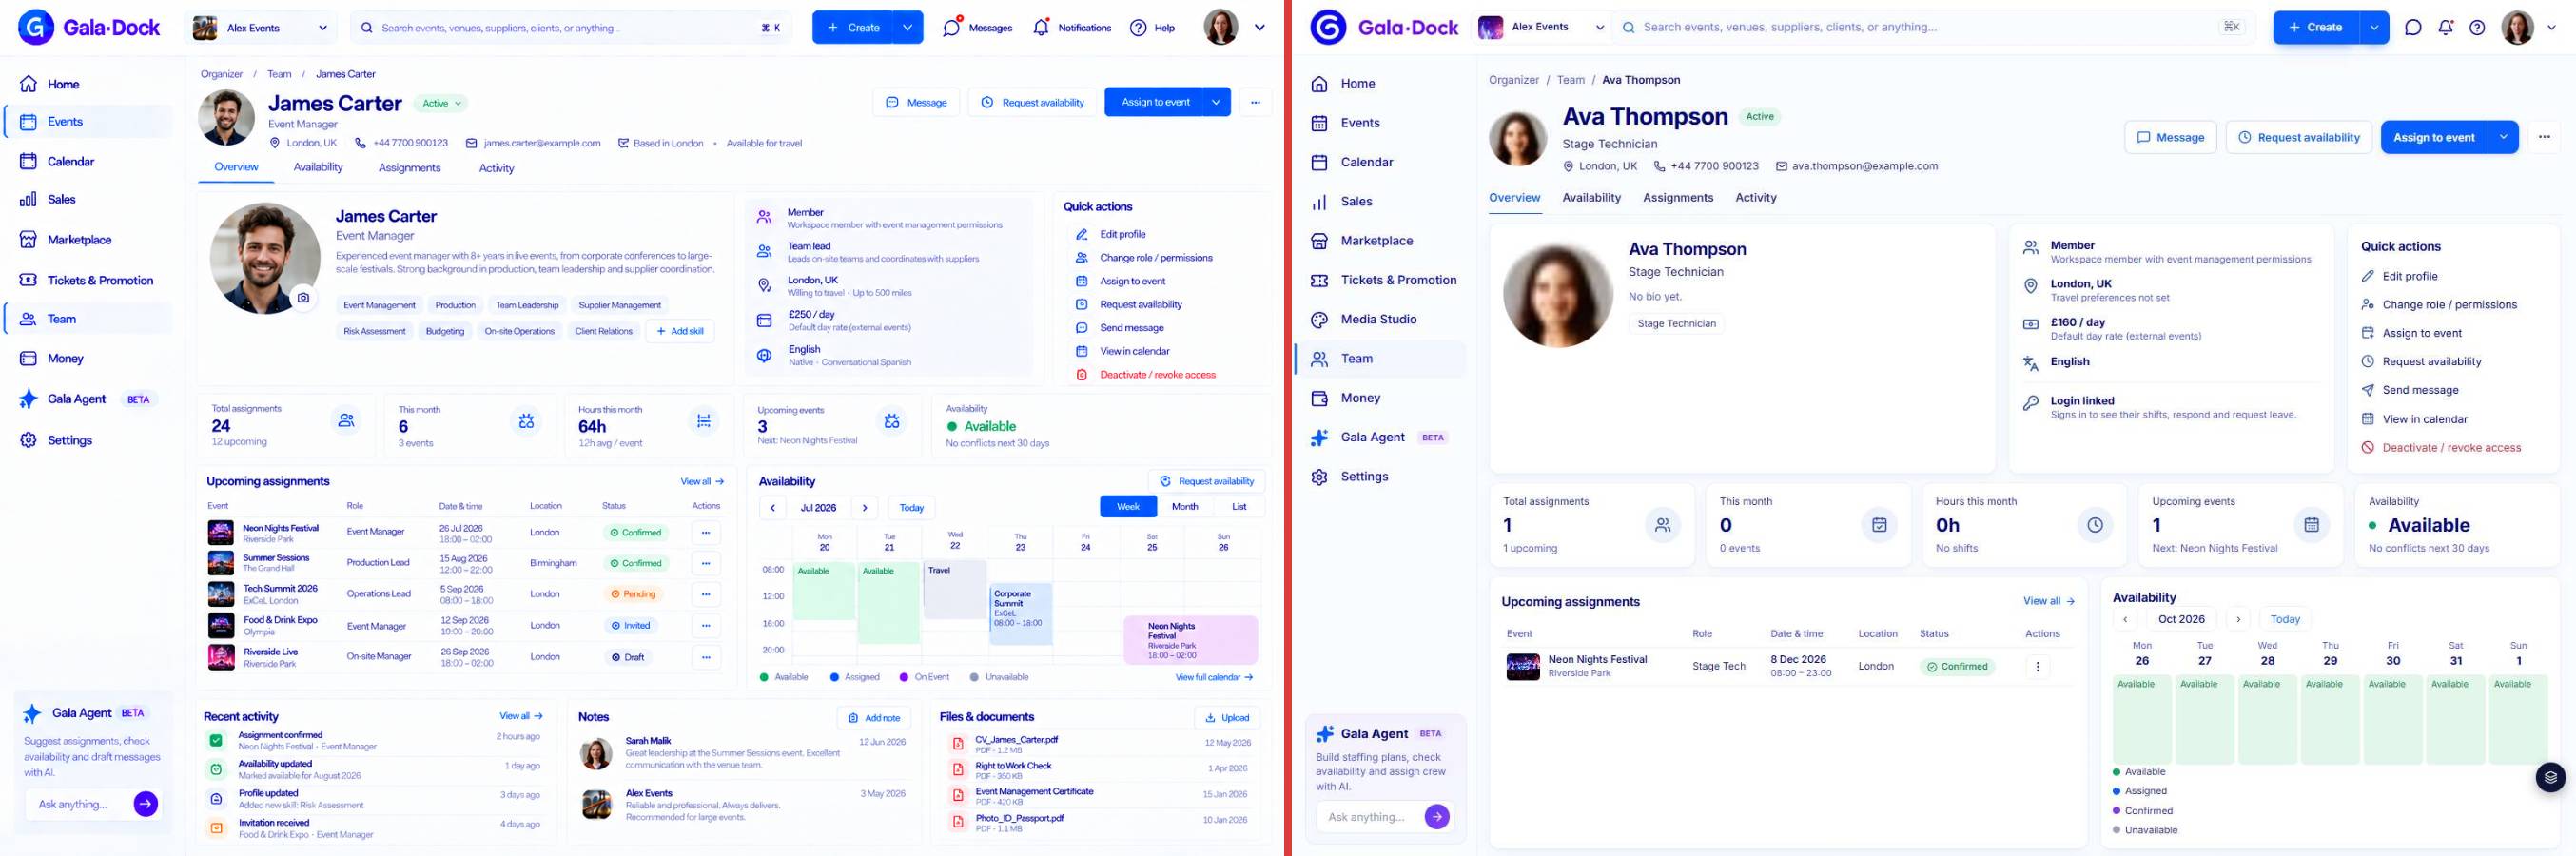 Gala·Dock
Alex Events
Search events, venues, suppliers, clients, or anything...
⌘ K
+ Create
Messages
Notifications
Help
Home
Events
Calendar
Sales
Marketplace
Tickets & Promotion
Team
Money
Gala Agent BETA
Settings
Gala Agent BETA
Suggest assignments, check
availability and draft messages
with AI.
Ask anything...
Organizer / Team / James Carter
James Carter Active
Event Manager
London, UK +44 7700 900123 james.carter@example.com Based in London • Available for travel
Message
Request availability
Assign to event
Overview Availability Assignments Activity
James Carter
Event Manager
Experienced event manager with 8+ years in live events, from corporate conferences to large-
scale festivals. Strong background in production, team leadership and supplier coordination.
Event Management Production Team Leadership Supplier Management
Risk Assessment Budgeting On-site Operations Client Relations + Add skill
Member
Workspace member with event management permissions
Team lead
Leads on-site teams and coordinates with suppliers
London, UK
Willing to travel · Up to 500 miles
£250 / day
Default day rate (external events)
English
Native · Conversational Spanish
Quick actions
Edit profile
Change role / permissions
Assign to event
Request availability
Send message
View in calendar
Deactivate / revoke access
Total assignments
24
12 upcoming
This month
6
3 events
Hours this month
64h
12h avg / event
Upcoming events
3
Next: Neon Nights Festival
Availability
Available
No conflicts next 30 days
Upcoming assignments View all →
Event Role Date & time Location Status Actions
Neon Nights Festival Event Manager 26 Jul 2026 London Confirmed
Riverside Park 18:00 – 02:00
Summer Sessions Production Lead 15 Aug 2026 Birmingham Confirmed
The Grand Hall 12:00 – 22:00
Tech Summit 2026 Operations Lead 5 Sep 2026 London Pending
ExCeL London 08:00 – 18:00
Food & Drink Expo Event Manager 12 Sep 2026 London Invited
Olympia 10:00 – 20:00
Riverside Live On-site Manager 26 Sep 2026 London Draft
Riverside Park 18:00 – 02:00
Availability Request availability
Jul 2026 Today Week Month List
Mon Tue Wed Thu Fri Sat Sun
20 21 22 23 24 25 26
08:00
12:00
16:00
20:00
Available
Available
Travel
Corporate
Summit
ExCeL
08:00 – 18:00
Neon Nights
Festival
Riverside Park
18:00 – 02:00
Available Assigned On Event Unavailable View full calendar →
Recent activity View all →
Assignment confirmed 2 hours ago
Neon Nights Festival · Event Manager
Availability updated 1 day ago
Marked available for August 2026
Profile updated 3 days ago
Added new skill: Risk Assessment
Invitation received 4 days ago
Food & Drink Expo · Event Manager
Notes Add note
Sarah Malik 12 Jun 2026
Great leadership at the Summer Sessions event. Excellent
communication with the venue team.
Alex Events 3 May 2026
Reliable and professional. Always delivers.
Recommended for large events.
Files & documents Upload
CV_James_Carter.pdf 12 May 2026
PDF · 1.2 MB
Right to Work Check 1 Apr 2026
PDF · 950 KB
Event Management Certificate 15 Jan 2026
PDF · 420 KB
Photo_ID_Passport.pdf 10 Jan 2026
PDF · 1.1 MB
Gala·Dock
Alex Events
Search events, venues, suppliers, clients, or anything...
⌘K
+ Create
Home
Events
Calendar
Sales
Marketplace
Tickets & Promotion
Media Studio
Team
Money
Gala Agent BETA
Settings
Gala Agent BETA
Build staffing plans, check
availability and assign crew
with AI.
Ask anything...
Organizer / Team / Ava Thompson
Ava Thompson Active
Stage Technician
London, UK +44 7700 900123 ava.thompson@example.com
Message
Request availability
Assign to event
Overview Availability Assignments Activity
Ava Thompson
Stage Technician
No bio yet.
Stage Technician
Member
Workspace member with event management permissions
London, UK
Travel preferences not set
£160 / day
Default day rate (external events)
English
Login linked
Signs in to see their shifts, respond and request leave.
Quick actions
Edit profile
Change role / permissions
Assign to event
Request availability
Send message
View in calendar
Deactivate / revoke access
Total assignments
1
1 upcoming
This month
0
0 events
Hours this month
0h
No shifts
Upcoming events
1
Next: Neon Nights Festival
Availability
Available
No conflicts next 30 days
Upcoming assignments View all →
Event Role Date & time Location Status Actions
Neon Nights Festival Stage Tech 8 Dec 2026 London Confirmed
Riverside Park 08:00 – 23:00
Availability
Oct 2026 Today
Mon Tue Wed Thu Fri Sat Sun
26 27 28 29 30 31 1
Available Available Available Available Available Available Available
Available
Assigned
Confirmed
Unavailable